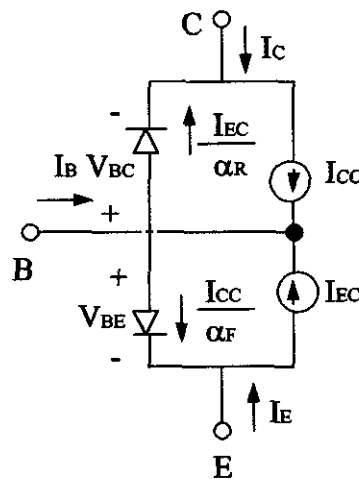 C
I_C
-
I_EC
α_R
I_CC
I_B V_BC
+
B
+
V_BE
I_CC
α_F
I_EC
-
I_E
E